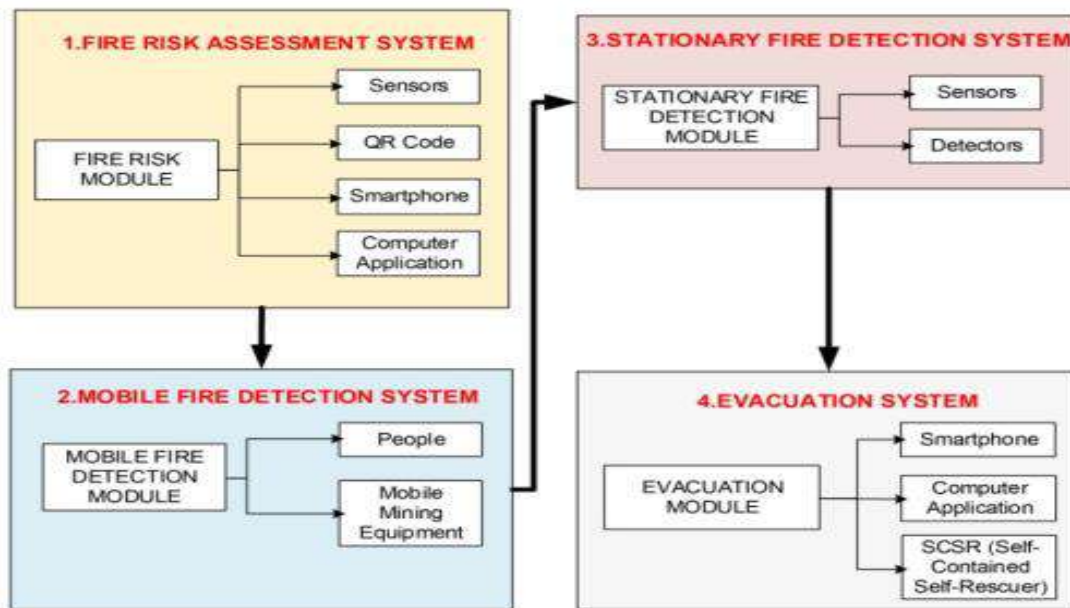 1.FIRE RISK ASSESSMENT SYSTEM
FIRE RISK
MODULE
Sensors
QR Code
Smartphone
Computer
Application
2.MOBILE FIRE DETECTION SYSTEM
MOBILE FIRE
DETECTION
MODULE
People
Mobile
Mining
Equipment
3.STATIONARY FIRE DETECTION SYSTEM
STATIONARY FIRE
DETECTION
MODULE
Sensors
Detectors
4.EVACUATION SYSTEM
EVACUATION
MODULE
Smartphone
Computer
Application
SCSR (Self-
Contained
Self-Rescuer)